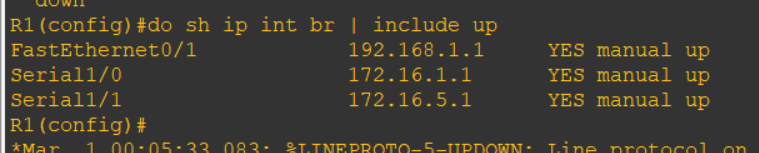 down
R1(config)#do sh ip int br | include up
FastEthernet0/1 192.168.1.1 YES manual up
Serial1/0 172.16.1.1 YES manual up
Serial1/1 172.16.5.1 YES manual up
R1(config)#
*Mar 1 00:05:33.083: %LINEPROTO-5-UPDOWN: Line protocol on